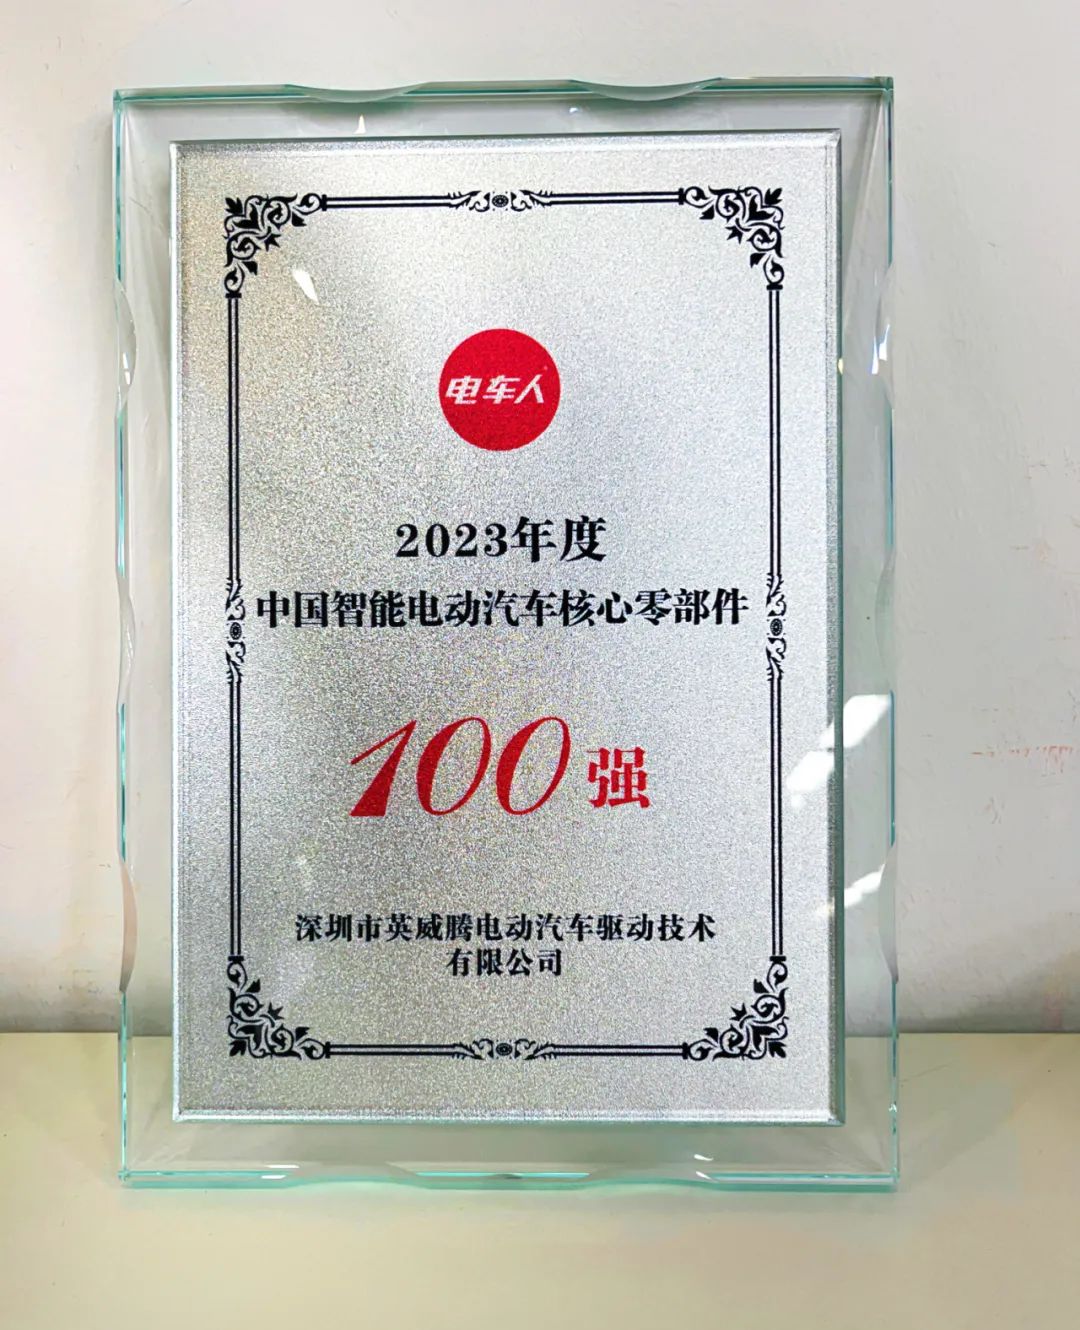 电车人
2023年度
中国智能电动汽车核心零部件
100强
深圳市英威腾电动汽车驱动技术
有限公司